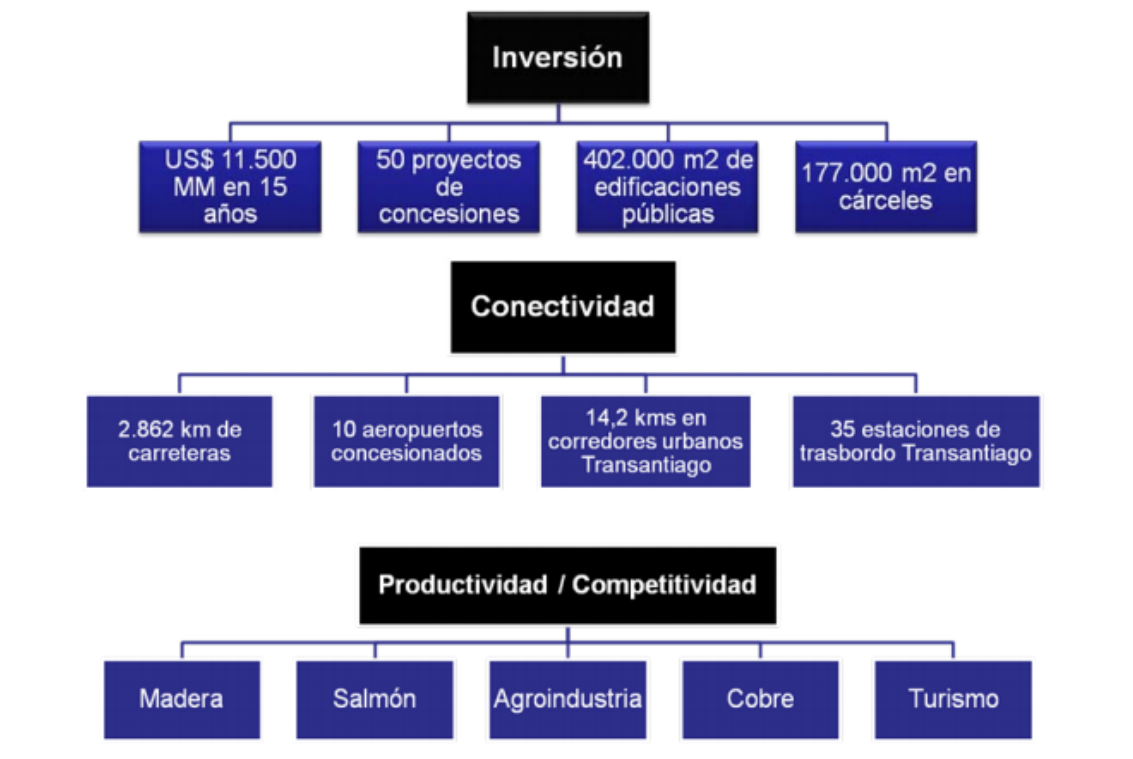 Inversión
US$ 11.500
MM en 15
años
50 proyectos
de
concesiones
402.000 m2 de
edificaciones
públicas
177.000 m2 en
cárceles
Conectividad
2.862 km de
carreteras
10 aeropuertos
concesionados
14,2 kms en
corredores urbanos
Transantiago
35 estaciones de
trasbordo Transantiago
Productividad / Competitividad
Madera
Salmón
Agroindustria
Cobre
Turismo